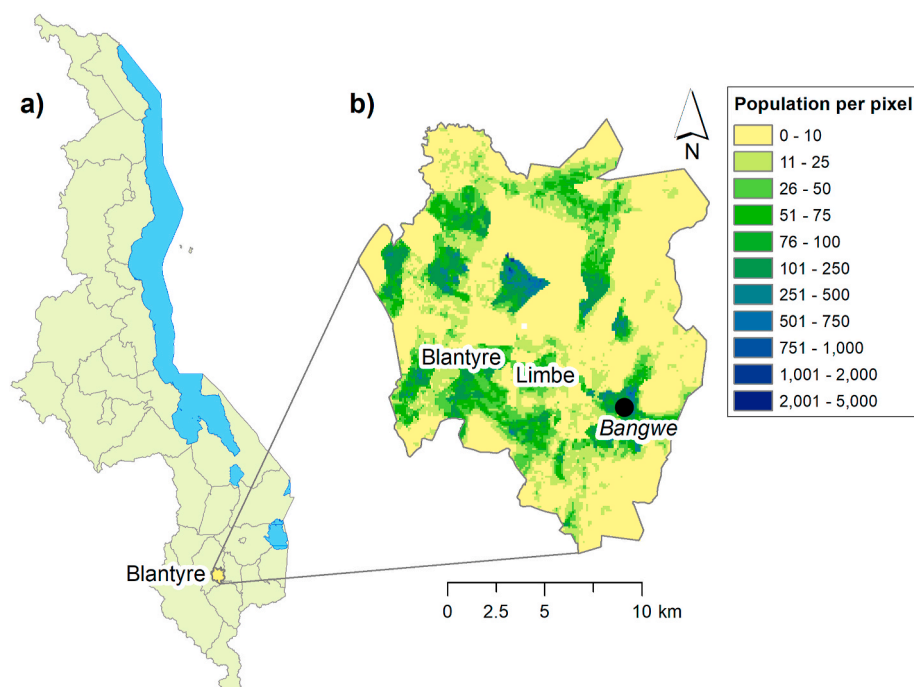 a)
Blantyre
b)
N
Blantyre
Limbe
Bangwe
0 2.5 5 10 km
Population per pixel
0 - 10
11 - 25
26 - 50
51 - 75
76 - 100
101 - 250
251 - 500
501 - 750
751 - 1,000
1,001 - 2,000
2,001 - 5,000